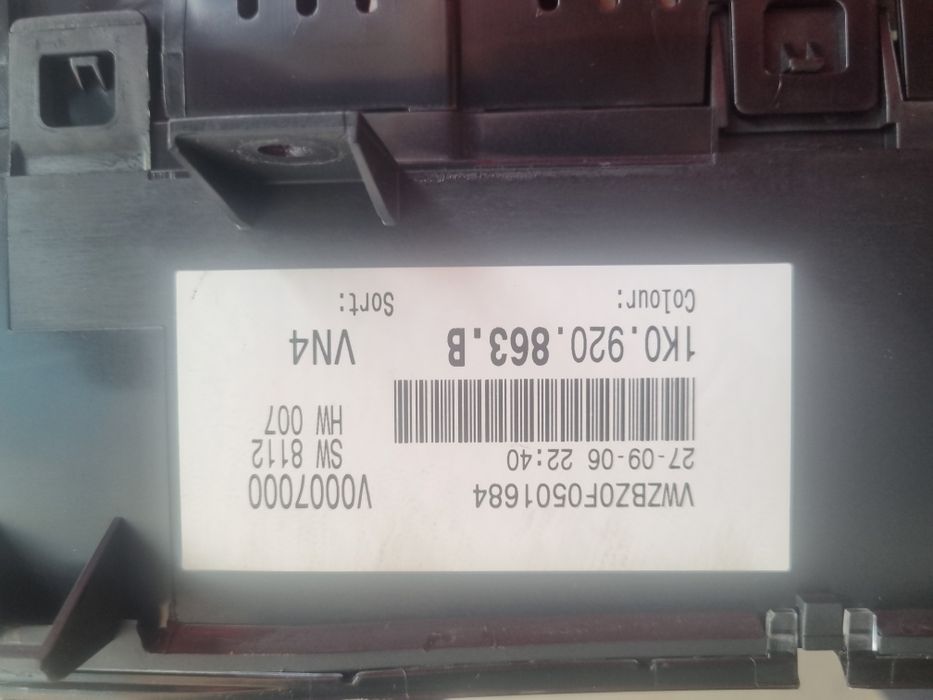 VWZBZ0F0501684 V0007000
27-09-06 22:40 SW 8112
HW 007
1K0.920.863.B VN4
Colour: Sort: